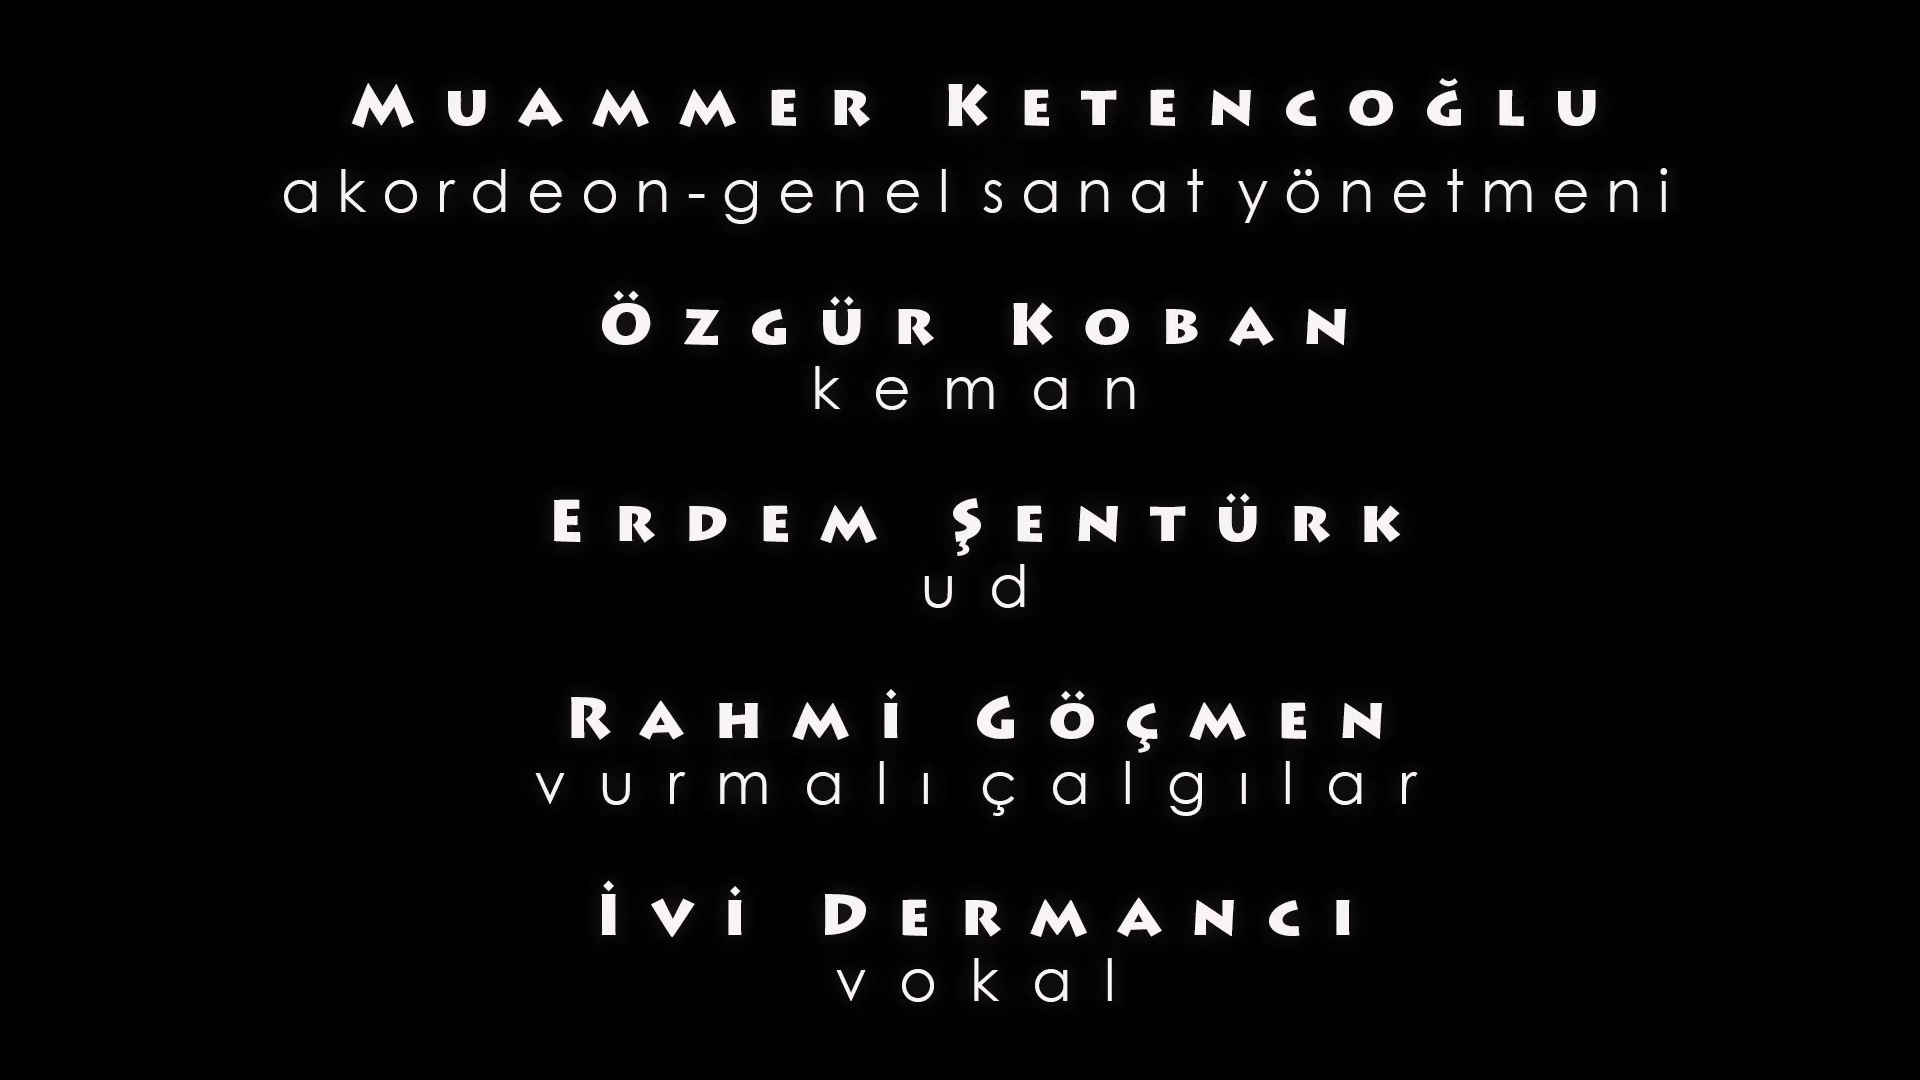 Muammer Ketencoğlu
akordeon-genel sanat yönetmeni
Özgür Koban
keman
Erdem Şentürk
ud
Rahmi Göçmen
vurmalı çalgılar
İvi Dermancı
vokal